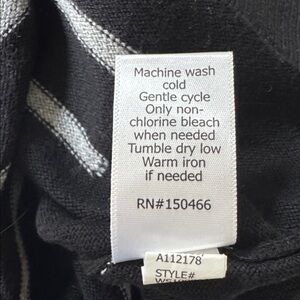 Machine wash
cold
Gentle cycle
Only non-
chlorine bleach
when needed
Tumble dry low
Warm iron
if needed
RN#150466
A112178
STYLE#